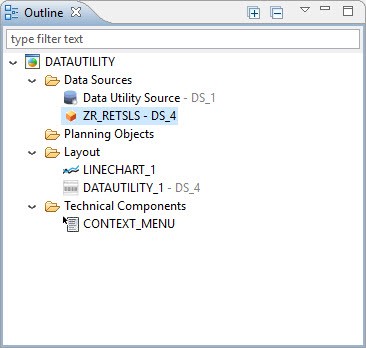 Outline
type filter text
DATAUTILITY
Data Sources
Data Utility Source - DS_1
ZR_RETSLS - DS_4
Planning Objects
Layout
LINECHART_1
DATAUTILITY_1 - DS_4
Technical Components
CONTEXT_MENU